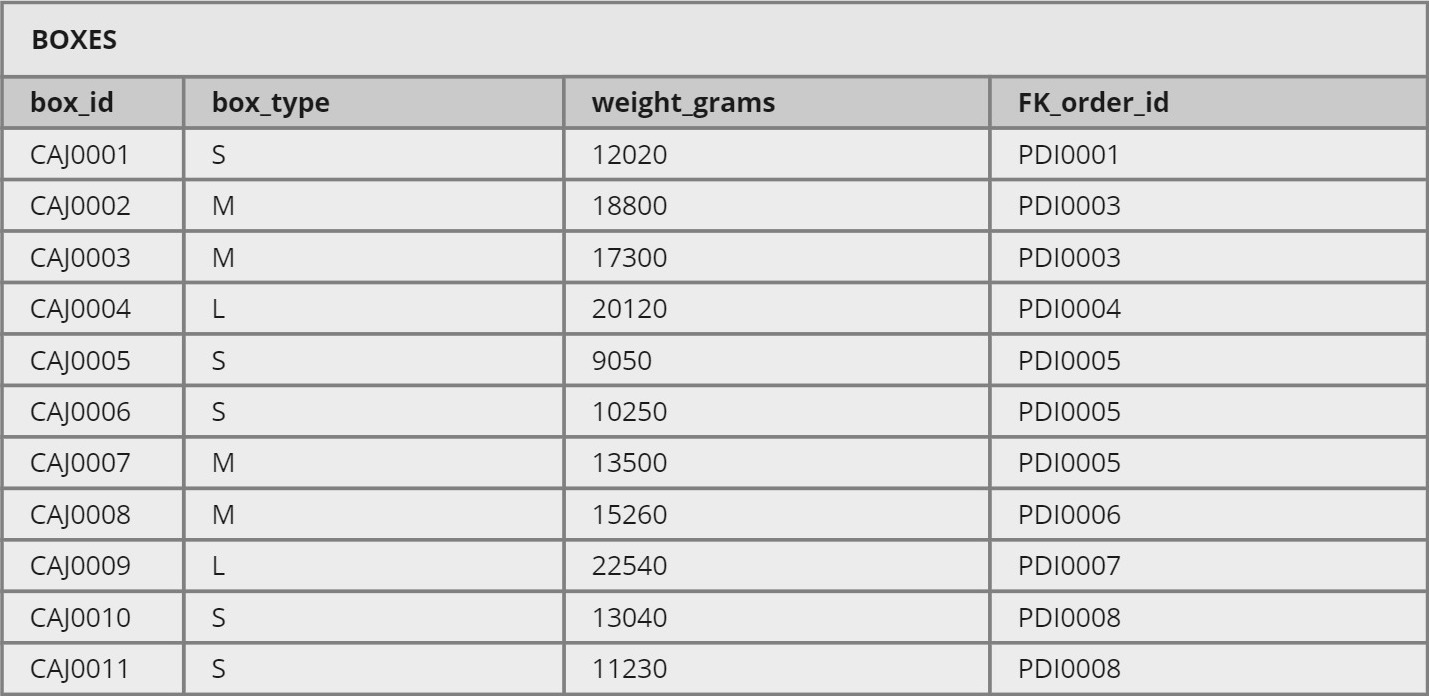 BOXES
box_id box_type weight_grams FK_order_id
CAJ0001 S 12020 PDI0001
CAJ0002 M 18800 PDI0003
CAJ0003 M 17300 PDI0003
CAJ0004 L 20120 PDI0004
CAJ0005 S 9050 PDI0005
CAJ0006 S 10250 PDI0005
CAJ0007 M 13500 PDI0005
CAJ0008 M 15260 PDI0006
CAJ0009 L 22540 PDI0007
CAJ0010 S 13040 PDI0008
CAJ0011 S 11230 PDI0008